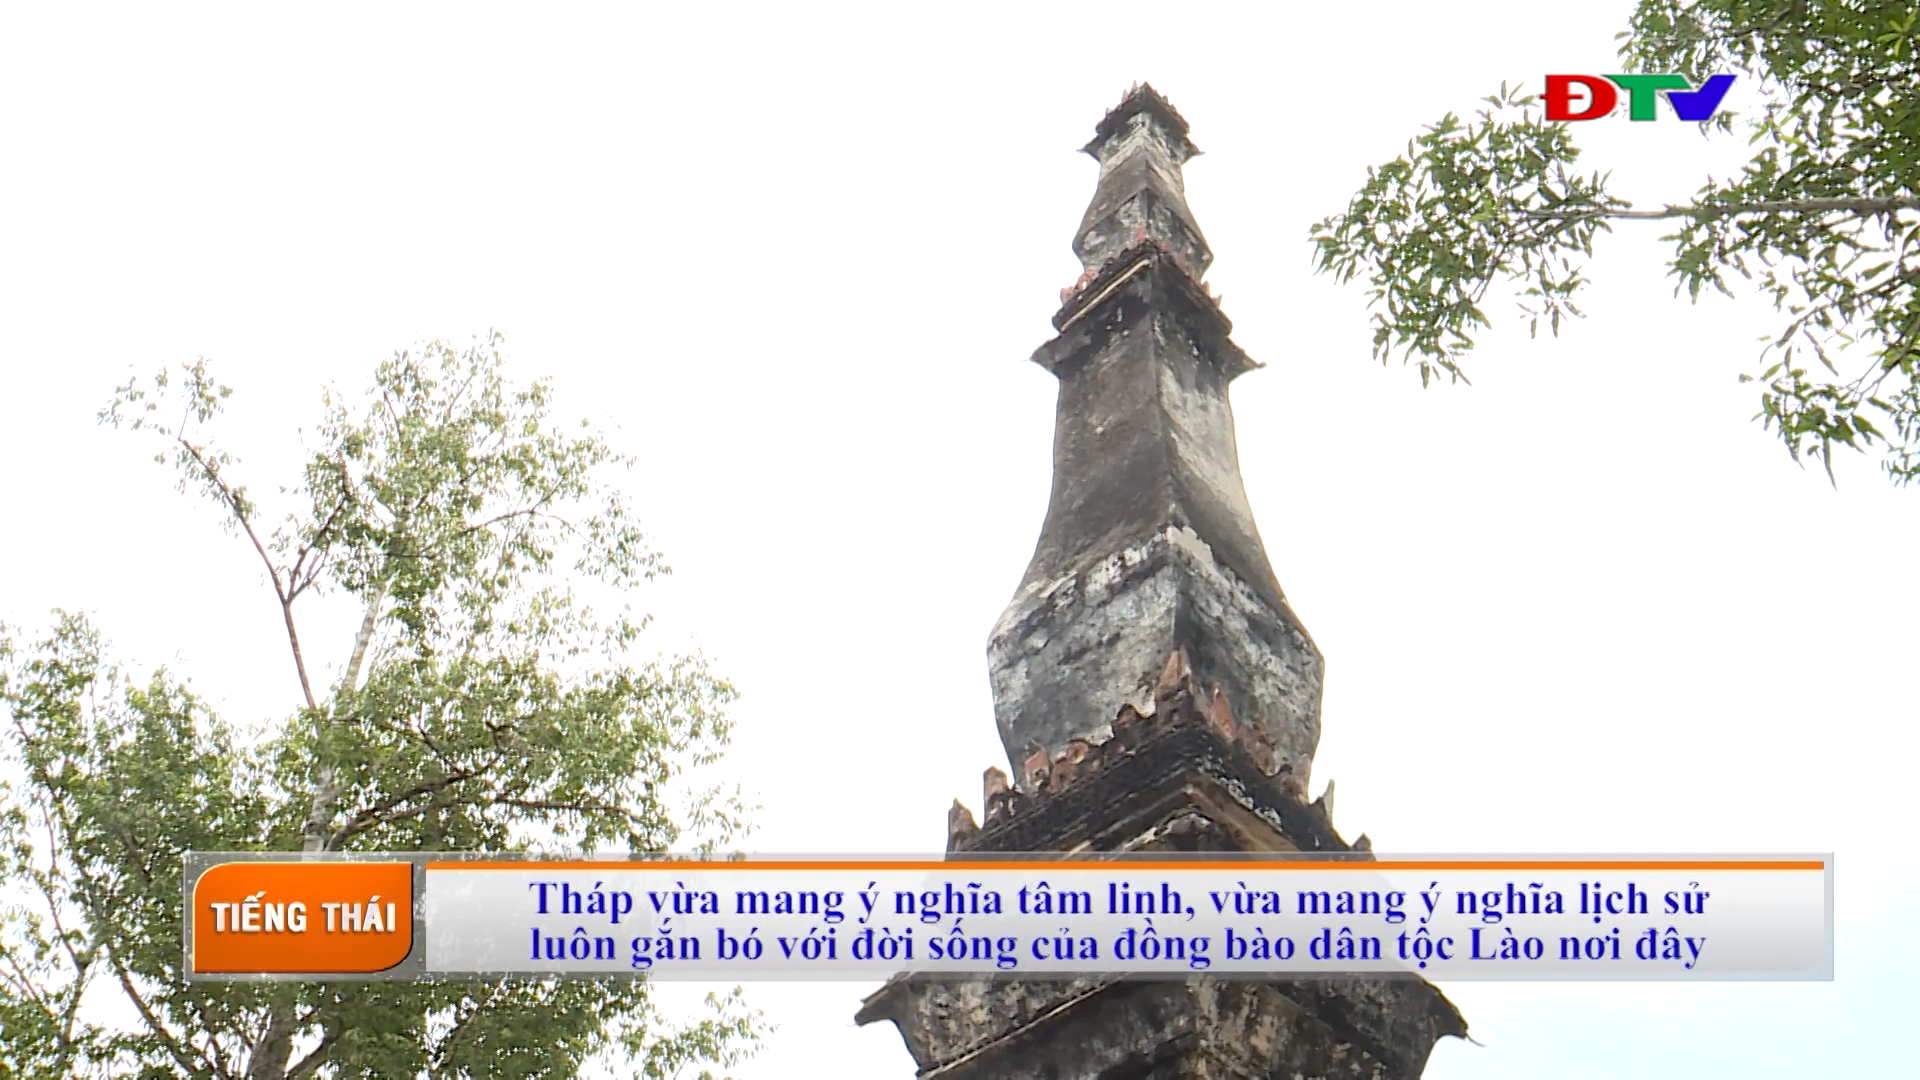 ĐTV
TIẾNG THÁI
Tháp vừa mang ý nghĩa tâm linh, vừa mang ý nghĩa lịch sử
luôn gắn bó với đời sống của đồng bào dân tộc Lào nơi đây